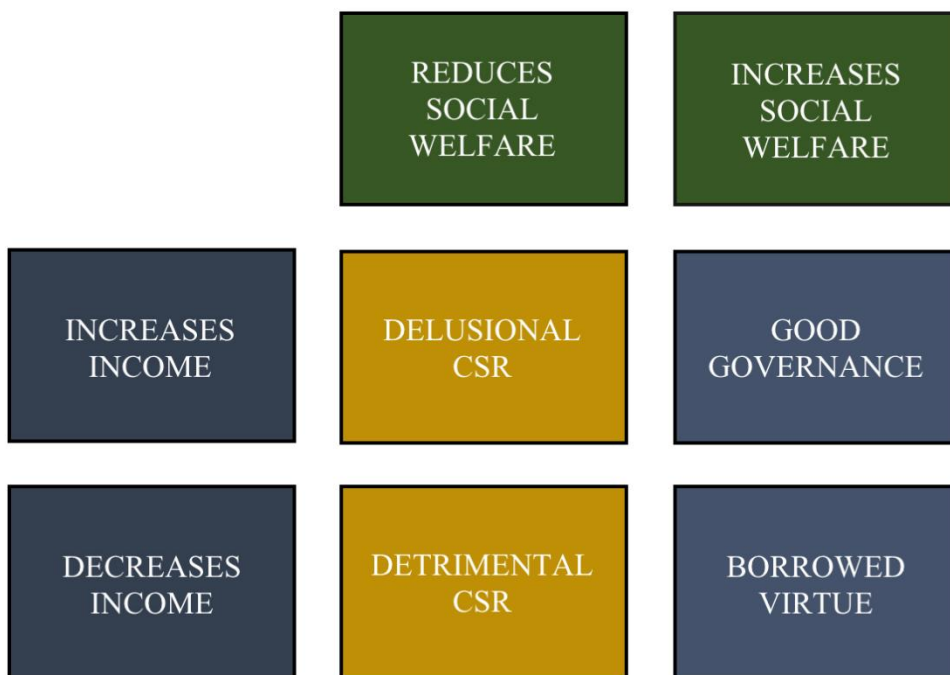 REDUCES
SOCIAL
WELFARE
INCREASES
SOCIAL
WELFARE
INCREASES
INCOME
DELUSIONAL
CSR
GOOD
GOVERNANCE
DECREASES
INCOME
DETRIMENTAL
CSR
BORROWED
VIRTUE